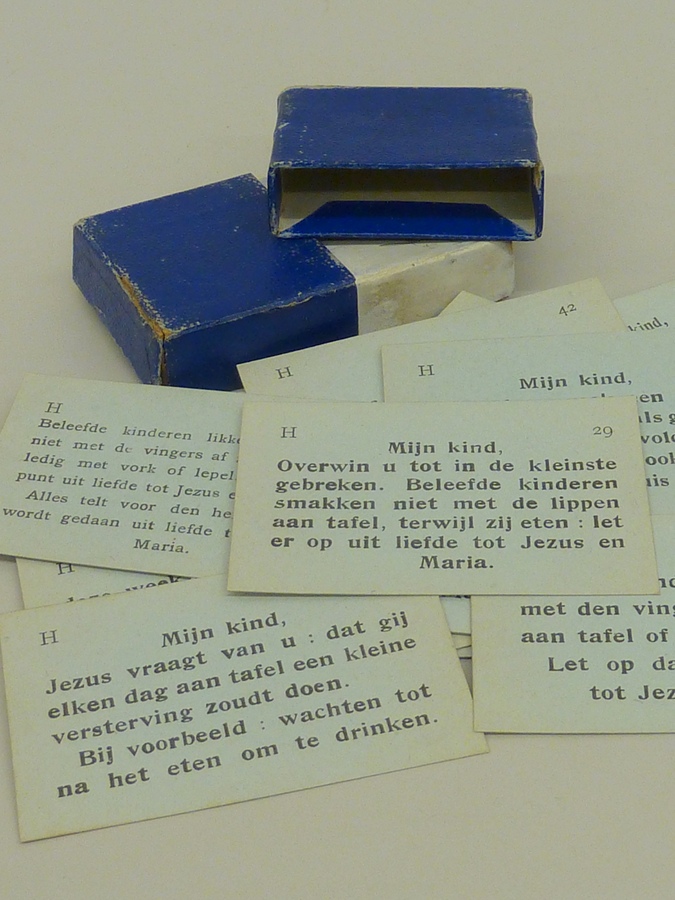 42
H
kind,
H
Mijn kind,
H
Beleefde kinderen
niet met de vingers af
ledig met vork of lepel
punt uit liefde tot Jezus
Alles telt voor den
wordt gedaan uit liefde
Maria.
H 29
Mijn kind,
Overwin u tot in de kleinste
gebreken. Beleefde kinderen
smakken niet met de lippen
aan tafel, terwijl zij eten : let
er op uit liefde tot Jezus en
Maria.
H
H
Mijn kind,
Jezus vraagt van u : dat gij
elken dag aan tafel een kleine
versterving zoudt doen.
Bij voorbeeld : wachten tot
na het eten om te drinken.
met den
aan tafel of
Let op
tot